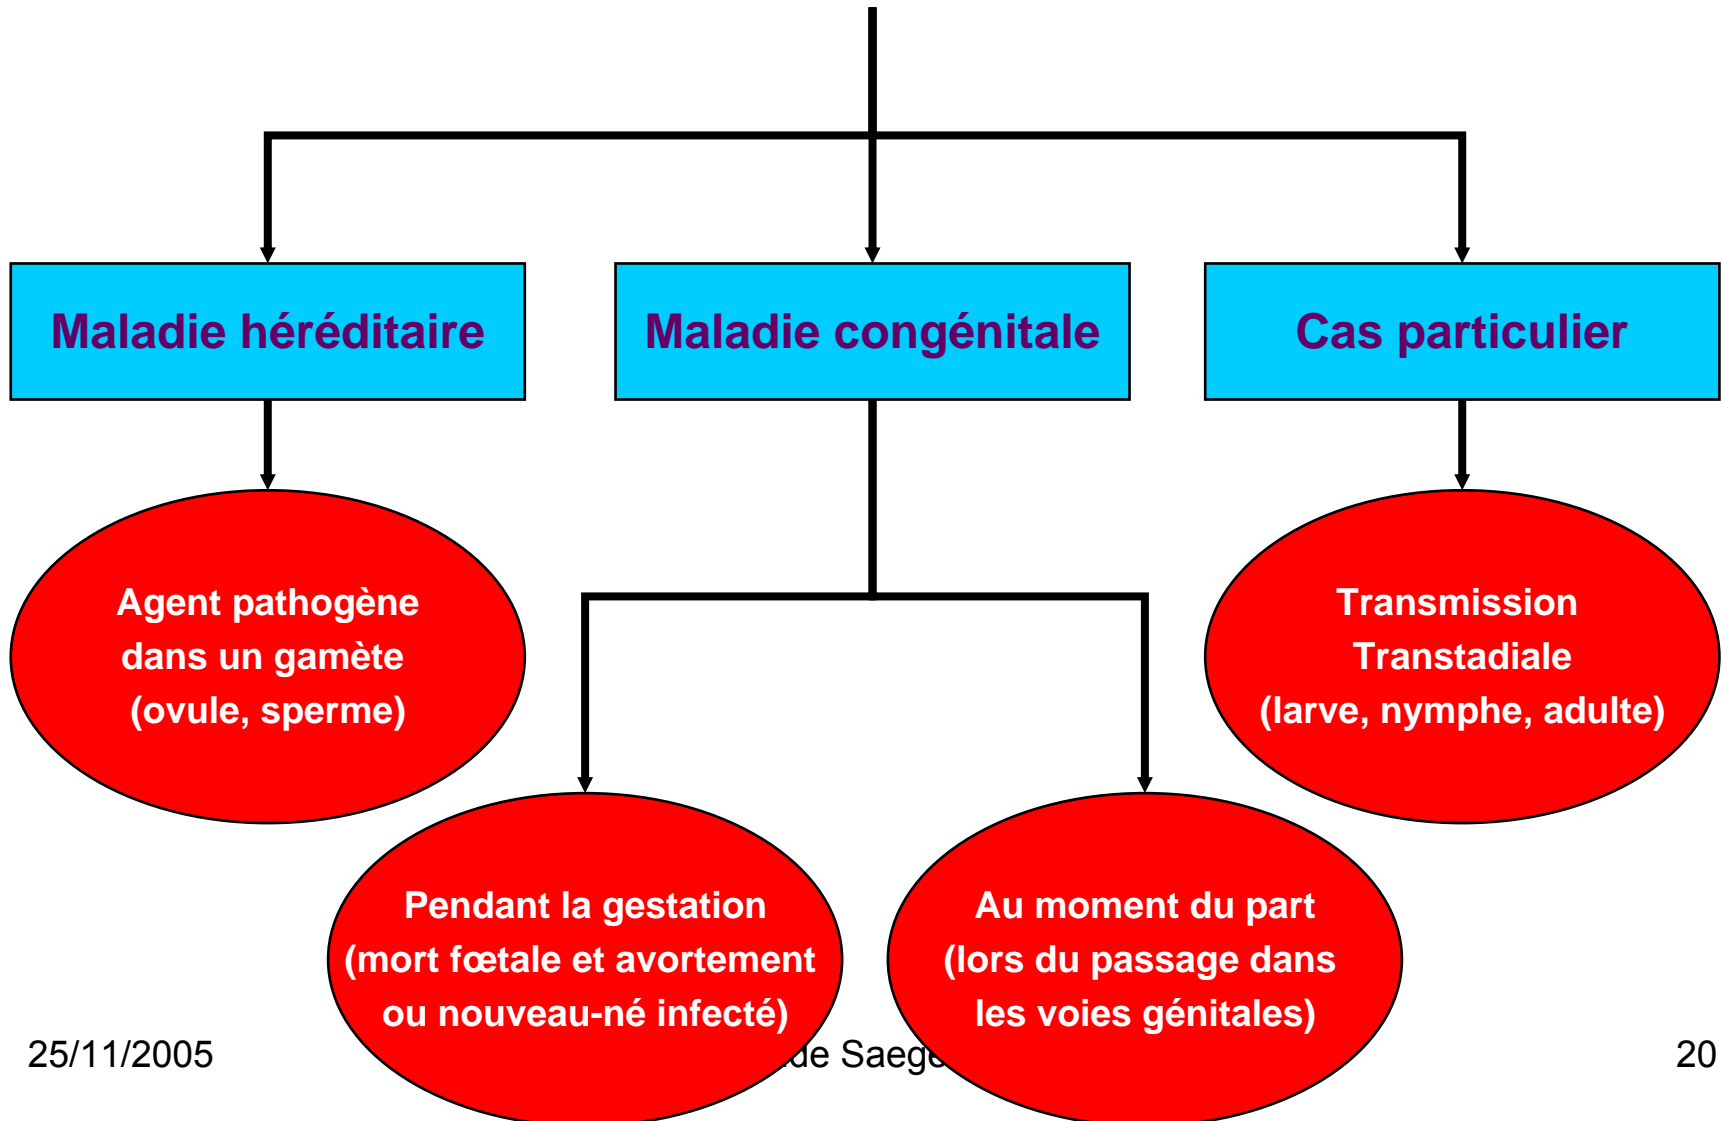 Maladie héréditaire
Maladie congénitale
Cas particulier
Agent pathogène
dans un gamète
(ovule, sperme)
Transmission
Transtadiale
(larve, nymphe, adulte)
Pendant la gestation
(mort fœtale et avortement
ou nouveau-né infecté)
Au moment du part
(lors du passage dans
les voies génitales)
25/11/2005
de
20